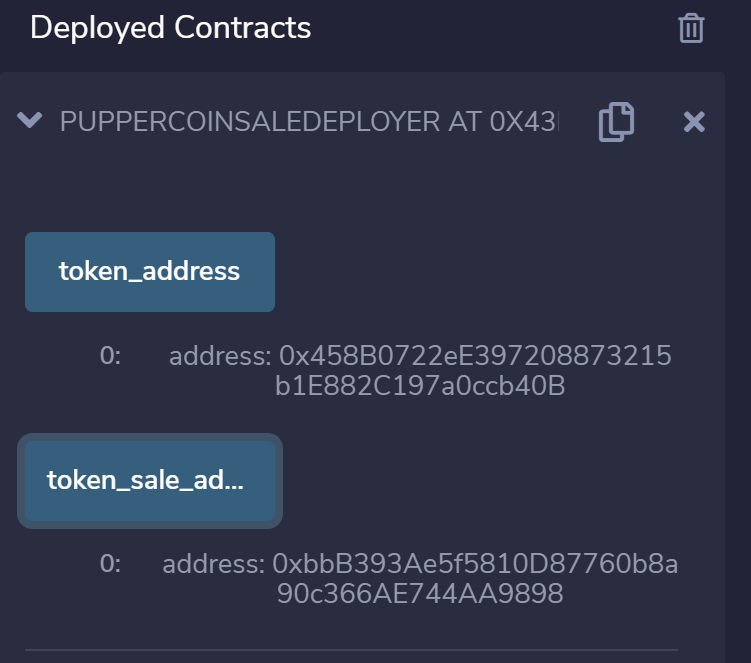 Deployed Contracts
PUPPERCOINSALEDEPLOYER AT 0X43
token_address
0: address: 0x458B0722eE397208873215
b1E882C197a0ccb40B
token_sale_ad...
0: address: 0xbbB393Ae5f5810D87760b8a
90c366AE744AA9898